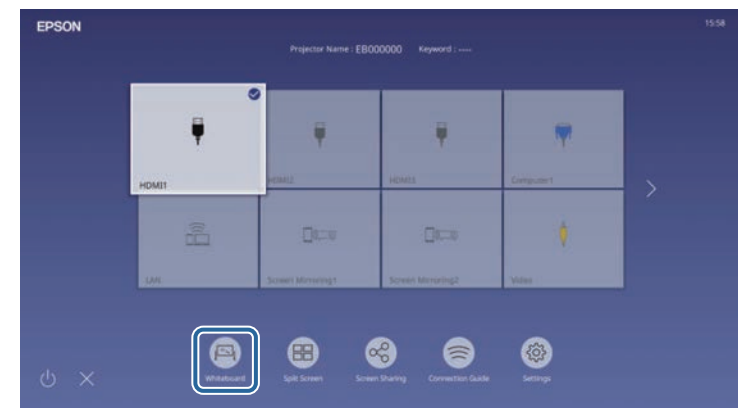 EPSON
15:58
Projector Name : EB000000 Keyword : ----
HDMI1
HDMI2
HDMI3
Computer1
LAN
Screen Mirroring1
Screen Mirroring2
Video
Whiteboard
Split Screen
Screen Sharing
Connection Guide
Settings